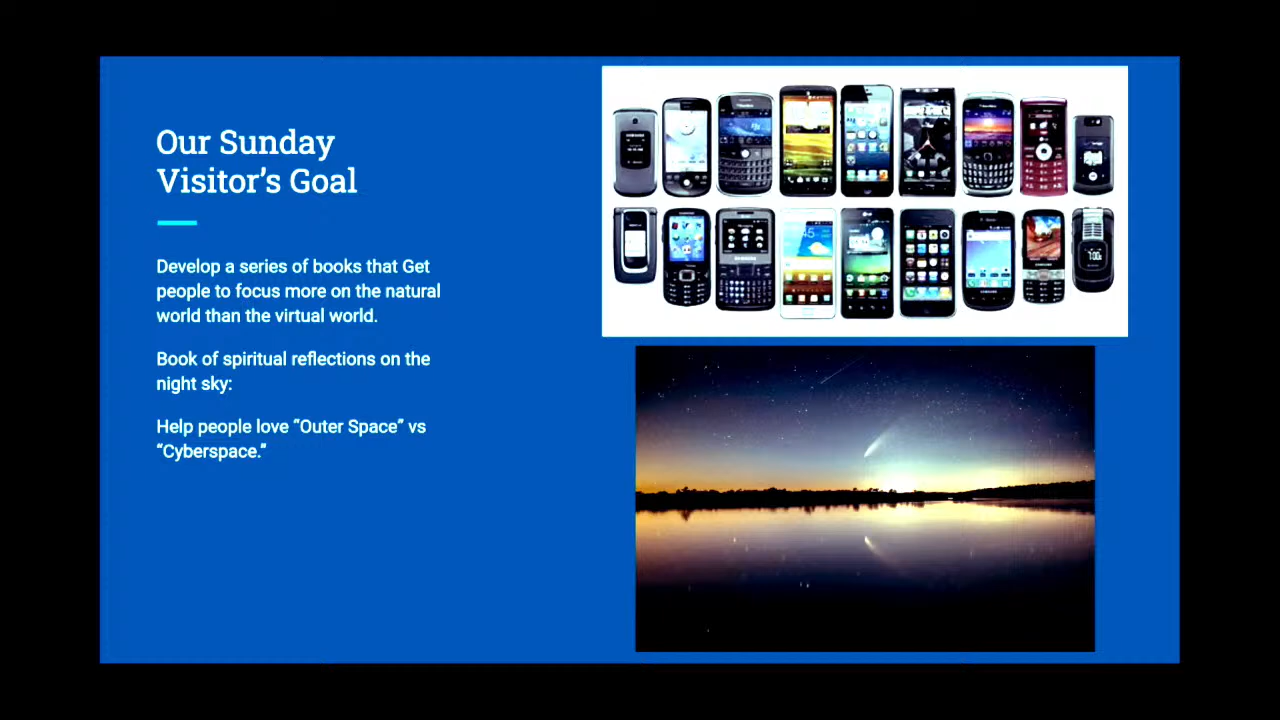 Our Sunday
Visitor's Goal
Develop a series of books that Get
people to focus more on the natural
world than the virtual world.
Book of spiritual reflections on the
night sky:
Help people love “Outer Space” vs
“Cyberspace.”